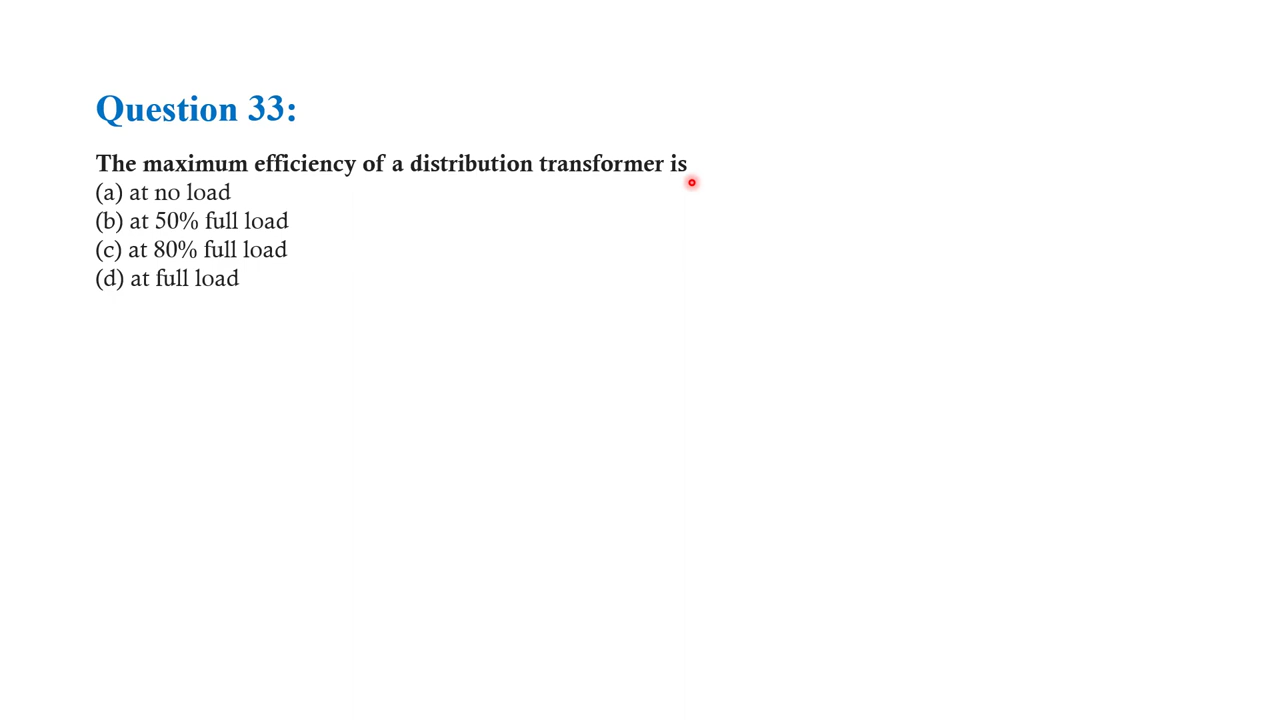 Question 33:
The maximum efficiency of a distribution transformer is
(a) at no load
(b) at 50% full load
(c) at 80% full load
(d) at full load